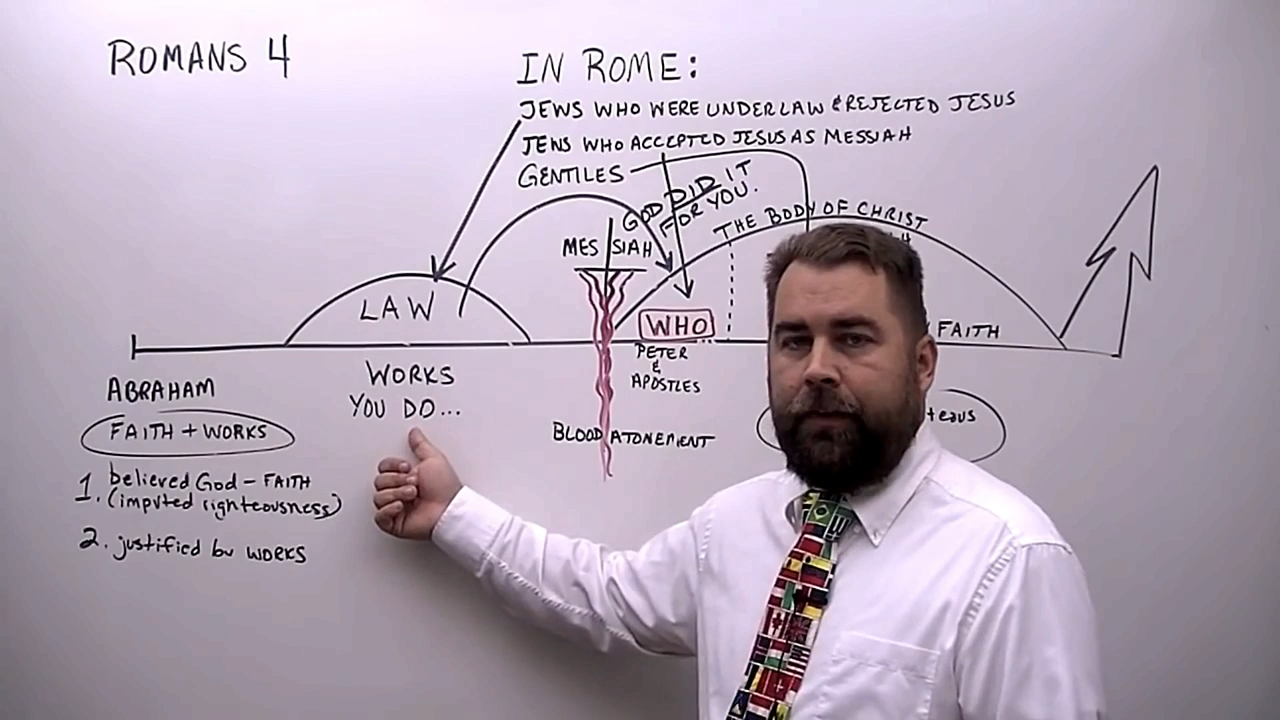 ROMANS 4
IN ROME:
JEWS WHO WERE UNDER LAW & REJECTED JESUS
JEWS WHO ACCEPTED JESUS AS MESSIAH
GENTILES
GOD DID IT
FOR YOU.
THE BODY OF CHRIST
MESSIAH
LAW
WHO
FAITH
PETER
&
APOSTLES
ABRAHAM
WORKS
YOU DO...
FAITH + WORKS
BLOOD ATONEMENT
1. believed God - FAITH
(imputed righteousness)
2. justified by WORKS